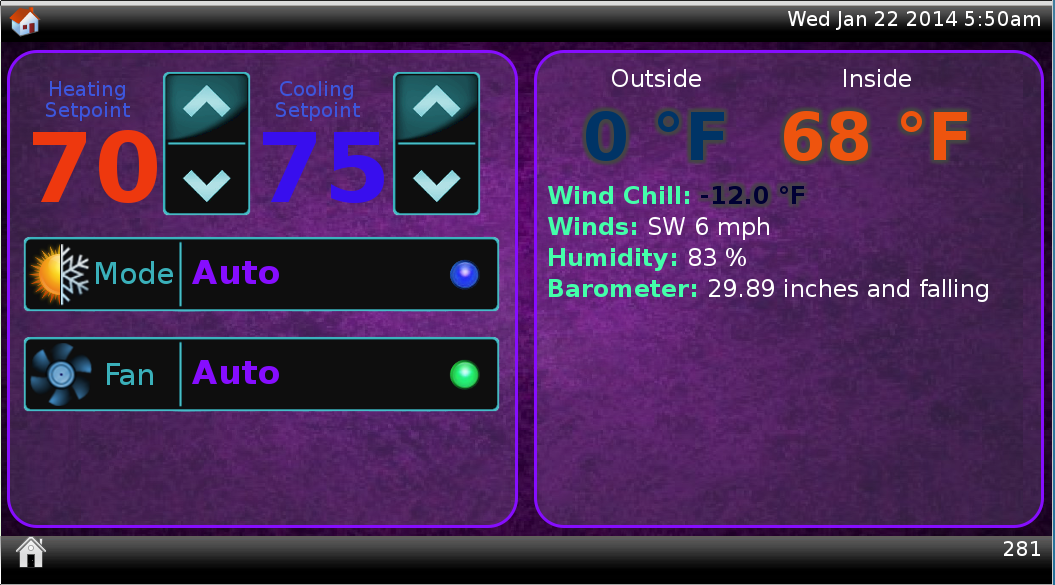 Wed Jan 22 2014 5:50am
Heating
Setpoint
70
Cooling
Setpoint
75
Mode Auto
Fan Auto
Outside Inside
0 °F 68 °F
Wind Chill: -12.0 °F
Winds: SW 6 mph
Humidity: 83 %
Barometer: 29.89 inches and falling
281